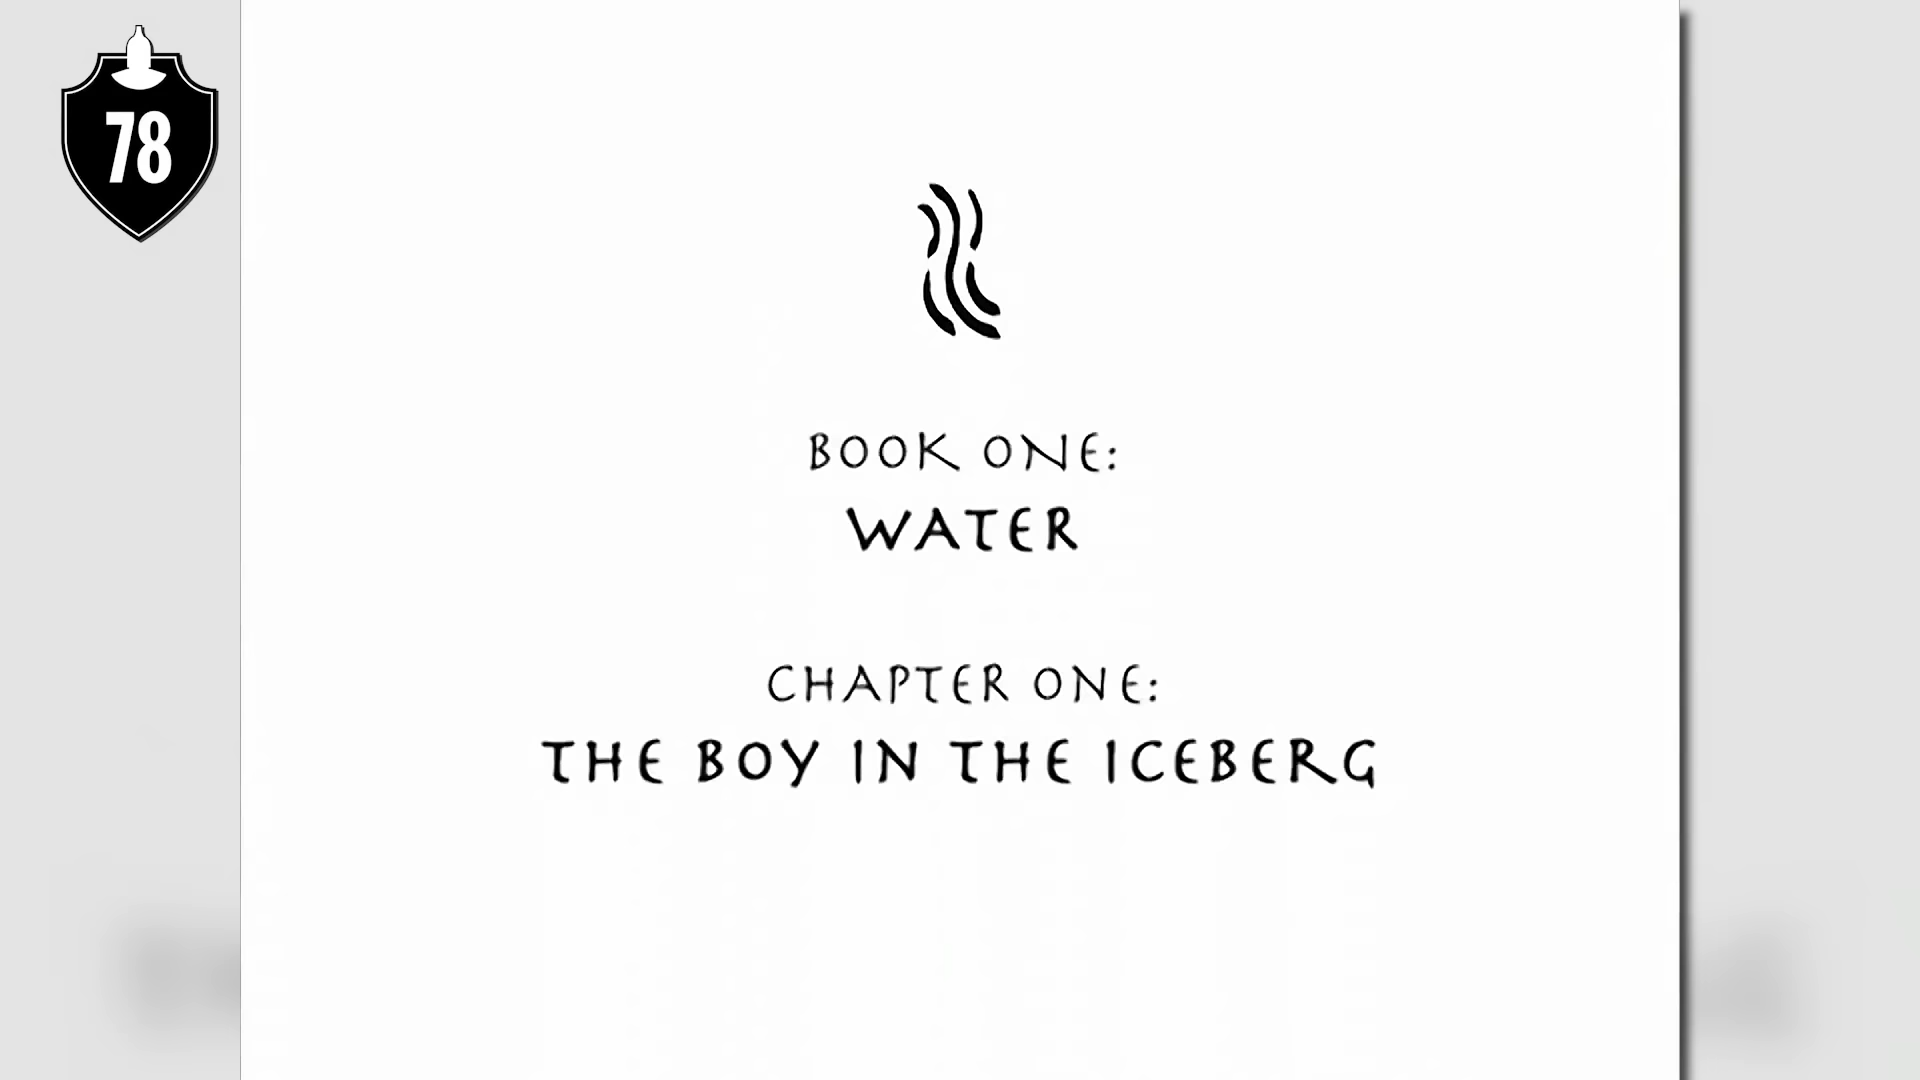 78
BOOK ONE:
WATER
CHAPTER ONE:
THE BOY IN THE ICEBERG